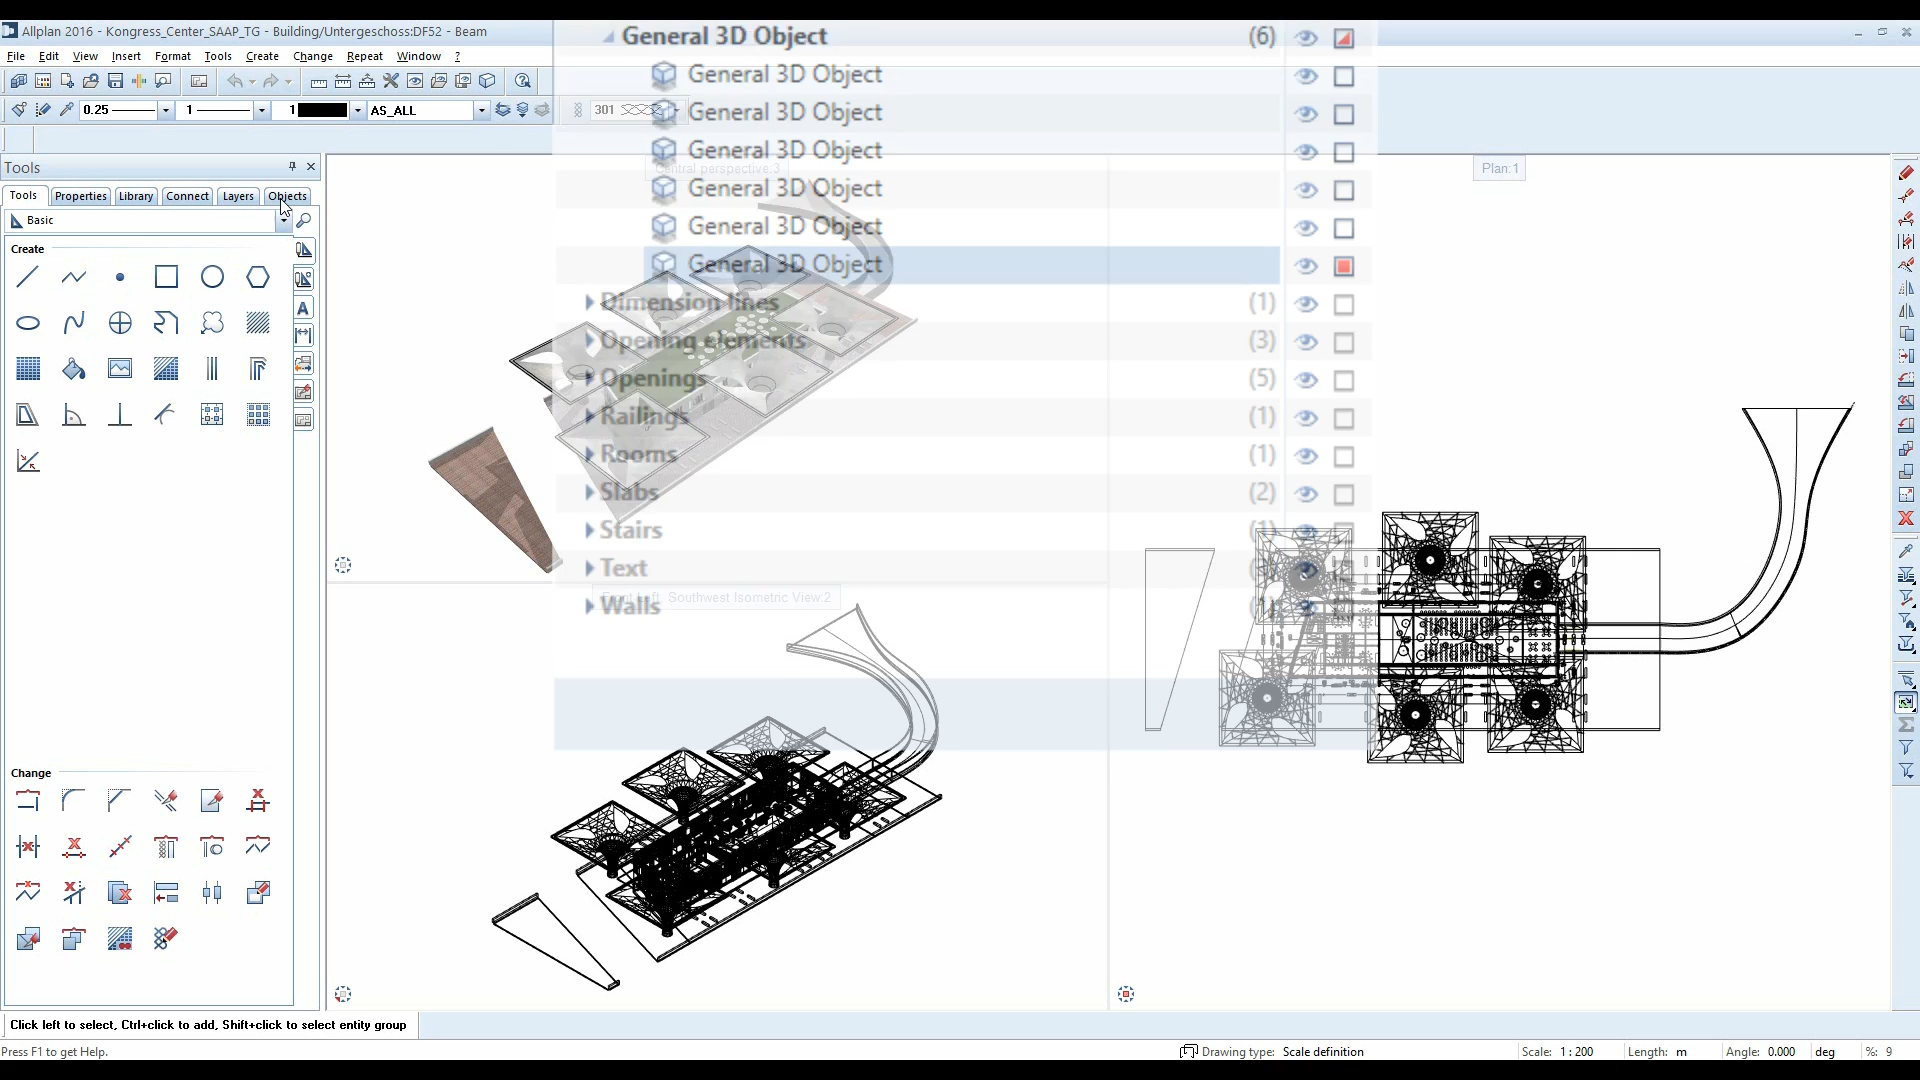 Allplan 2016 - Kongress_Center_SAAP_TG - Building/Untergeschoss:DF52 - Beam
File Edit View Insert Format Tools Create Change Repeat Window ?
0.25 1 1 AS_ALL 301
Tools
Tools Properties Library Connect Layers Objects
Basic
Create
A
Change
General 3D Object (6)
General 3D Object
General 3D Object
General 3D Object
Central perspective:3
General 3D Object
General 3D Object
General 3D Object
Dimension lines (1)
Opening elements (3)
Openings (5)
Railings (1)
Rooms (1)
Slabs (2)
Stairs (1)
Text
Southwest Isometric View:2
Walls
Plan:1
Click left to select, Ctrl+click to add, Shift+click to select entity group
Press F1 to get Help.
Drawing type: Scale definition Scale: 1:200 Length: m Angle: 0.000 deg %: 9